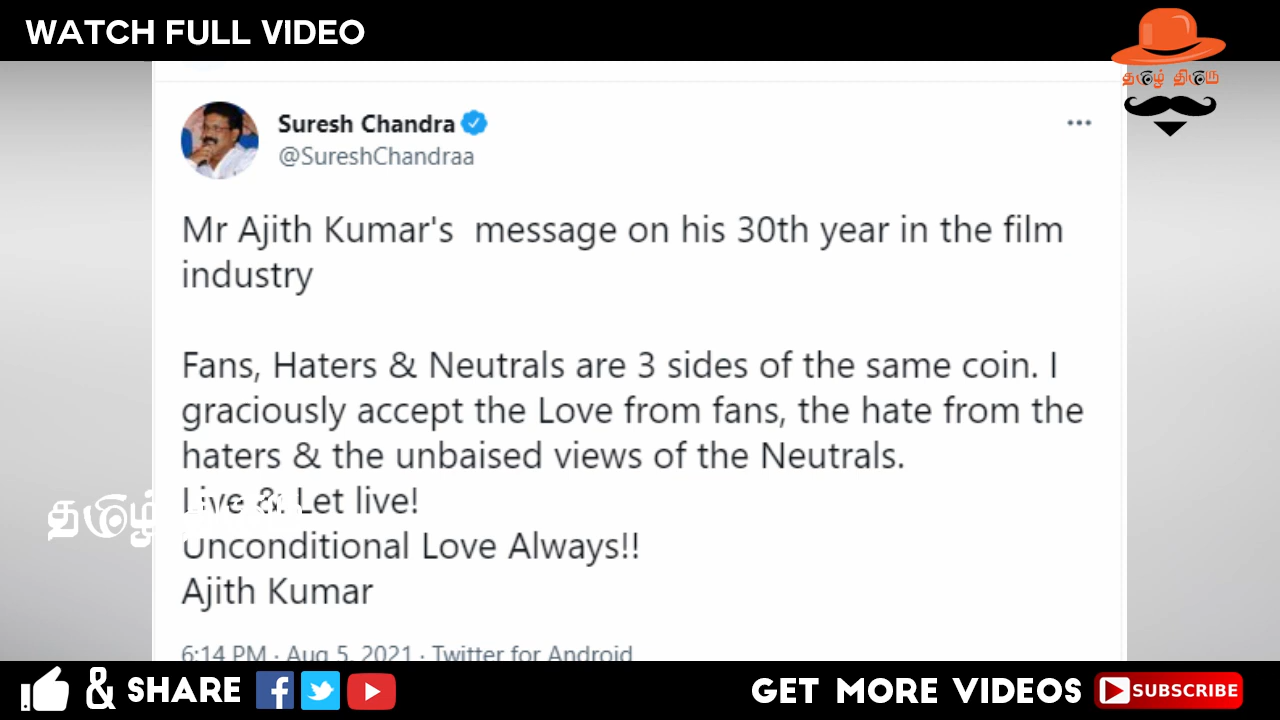 WATCH FULL VIDEO
தமிழ் திரு
Suresh Chandra
@SureshChandraa
Mr Ajith Kumar's message on his 30th year in the film
industry
Fans, Haters & Neutrals are 3 sides of the same coin. I
graciously accept the Love from fans, the hate from the
haters & the unbaised views of the Neutrals.
Live & Let live!
தமிழ் திரு
Unconditional Love Always!!
Ajith Kumar
6:14 PM · Aug 5, 2021 · Twitter for Android
& SHARE
GET MORE VIDEOS
SUBSCRIBE